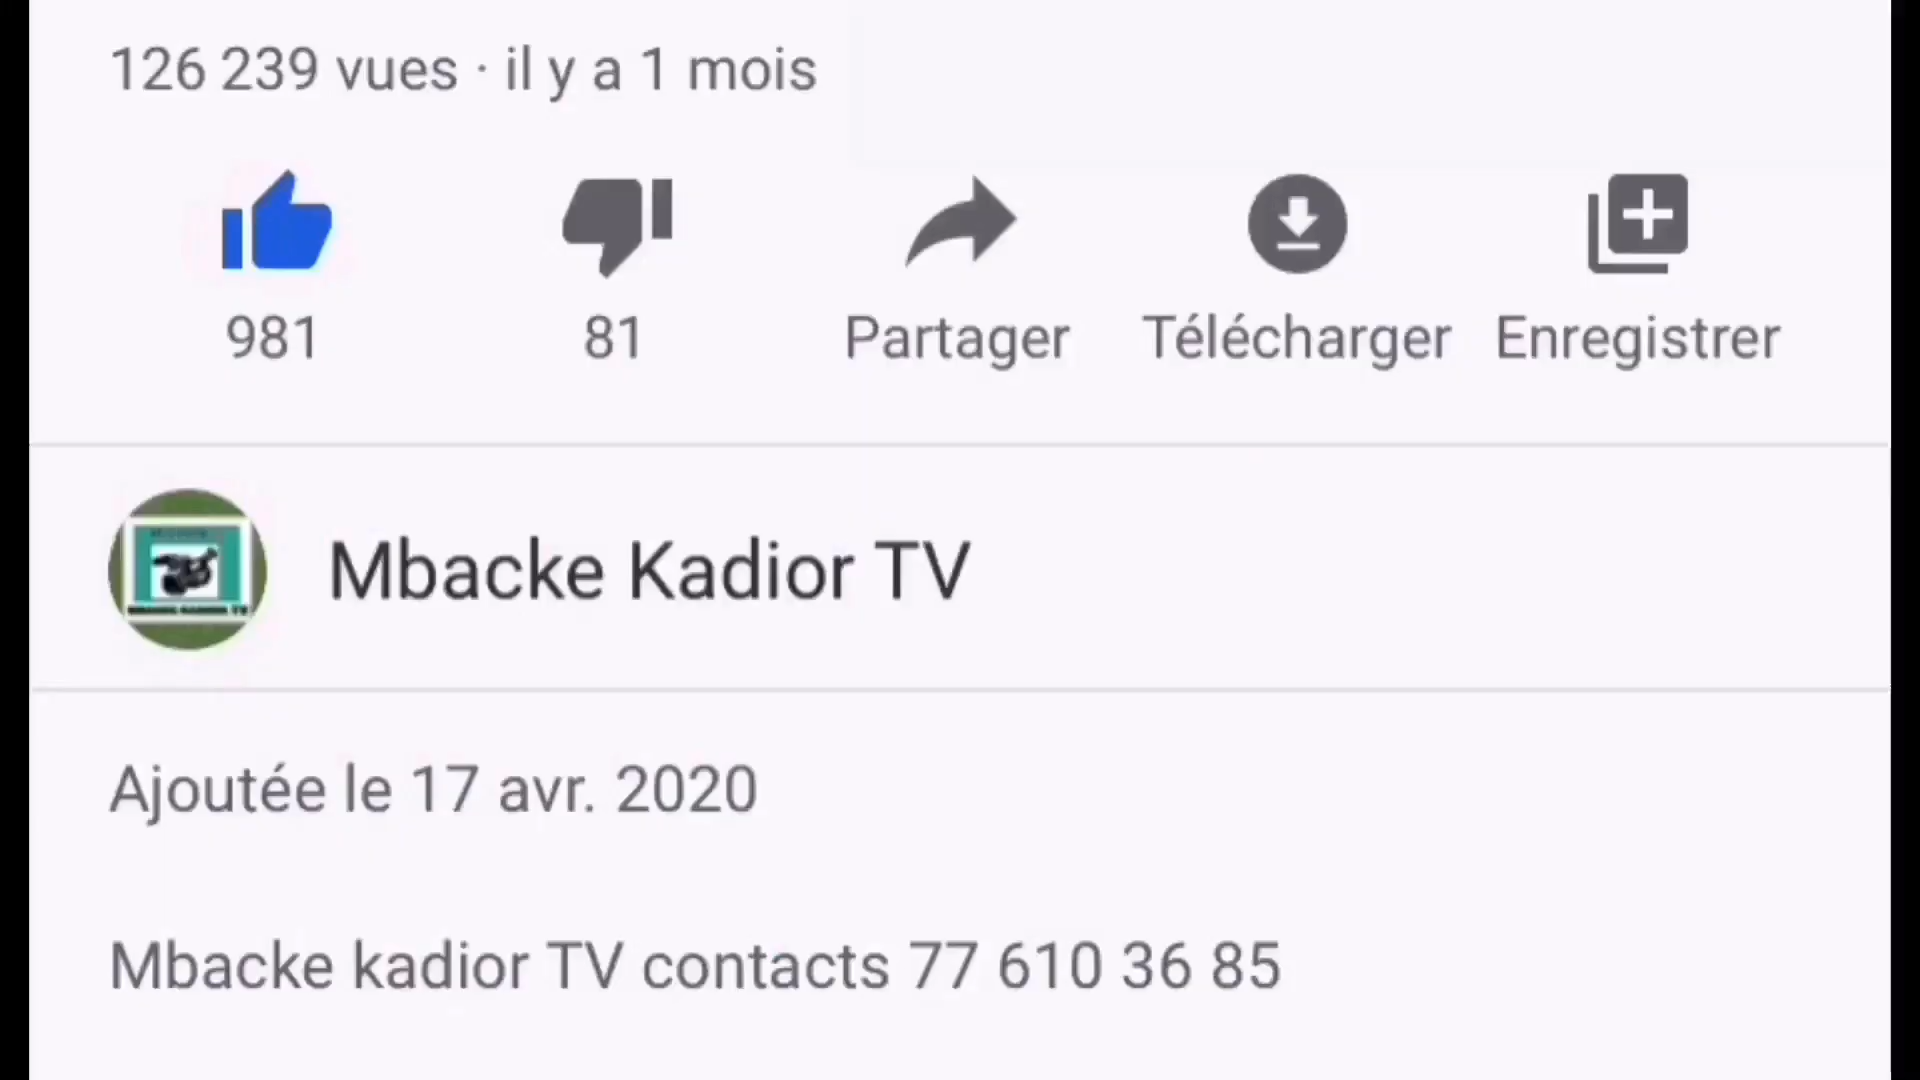 126 239 vues · il y a 1 mois
981 81 Partager Télécharger Enregistrer
Mbacke Kadior TV
Ajoutée le 17 avr. 2020
Mbacke kadior TV contacts 77 610 36 85